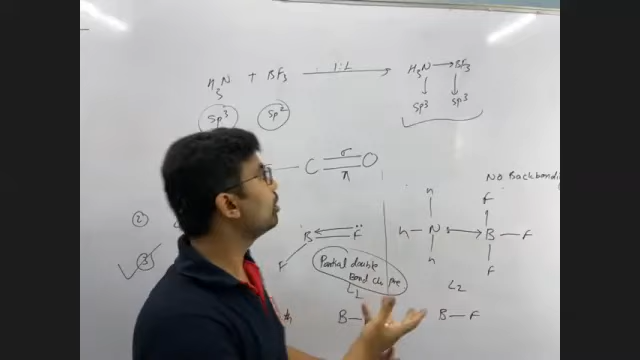 H3N + BF3 1:1 H3N → BF3
sp3 sp2 sp3 sp3
C σ O
π
No Backbondi
F
H
B F H — N → B — F
F H F
Partial double
Bond cha
L1 L2
B — B — F
2
3